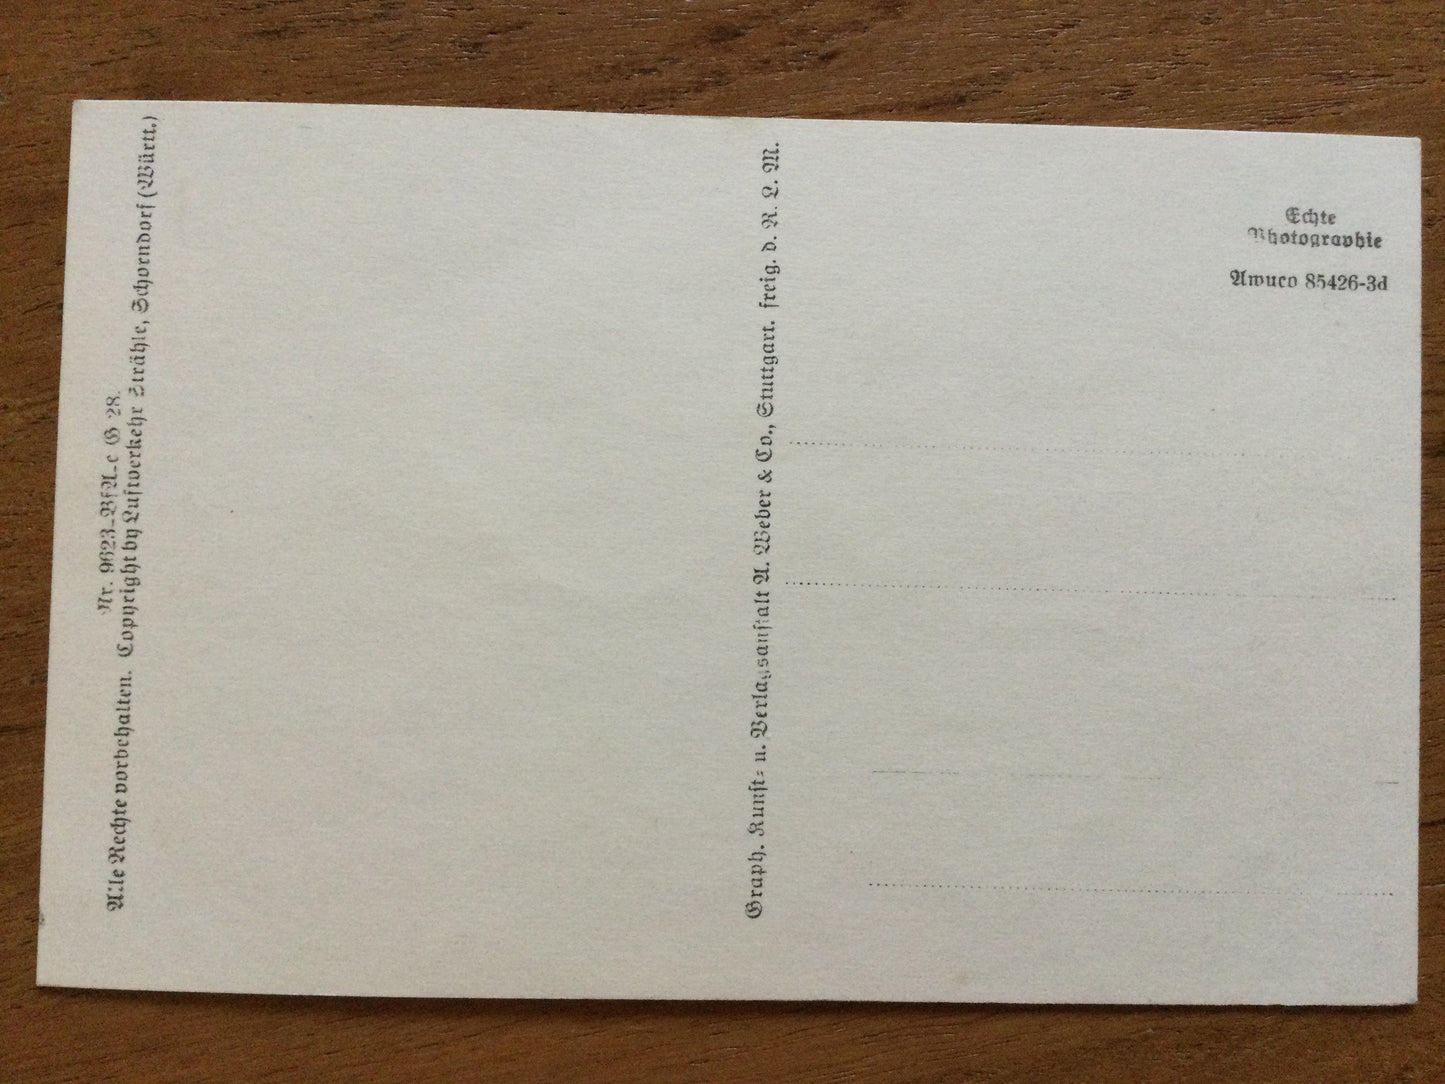 Nr. 9623-BfA-e G 28.
Alle Rechte vorbehalten. Copyright by Luftverkehr Strähle, Schorndorf (Württ.)
Graph. Kunst- u. Verlagsanstalt A. Weber & Co., Stuttgart. freig. d. R. L. M.
Echte
Photographie
Awuco 85426-3d